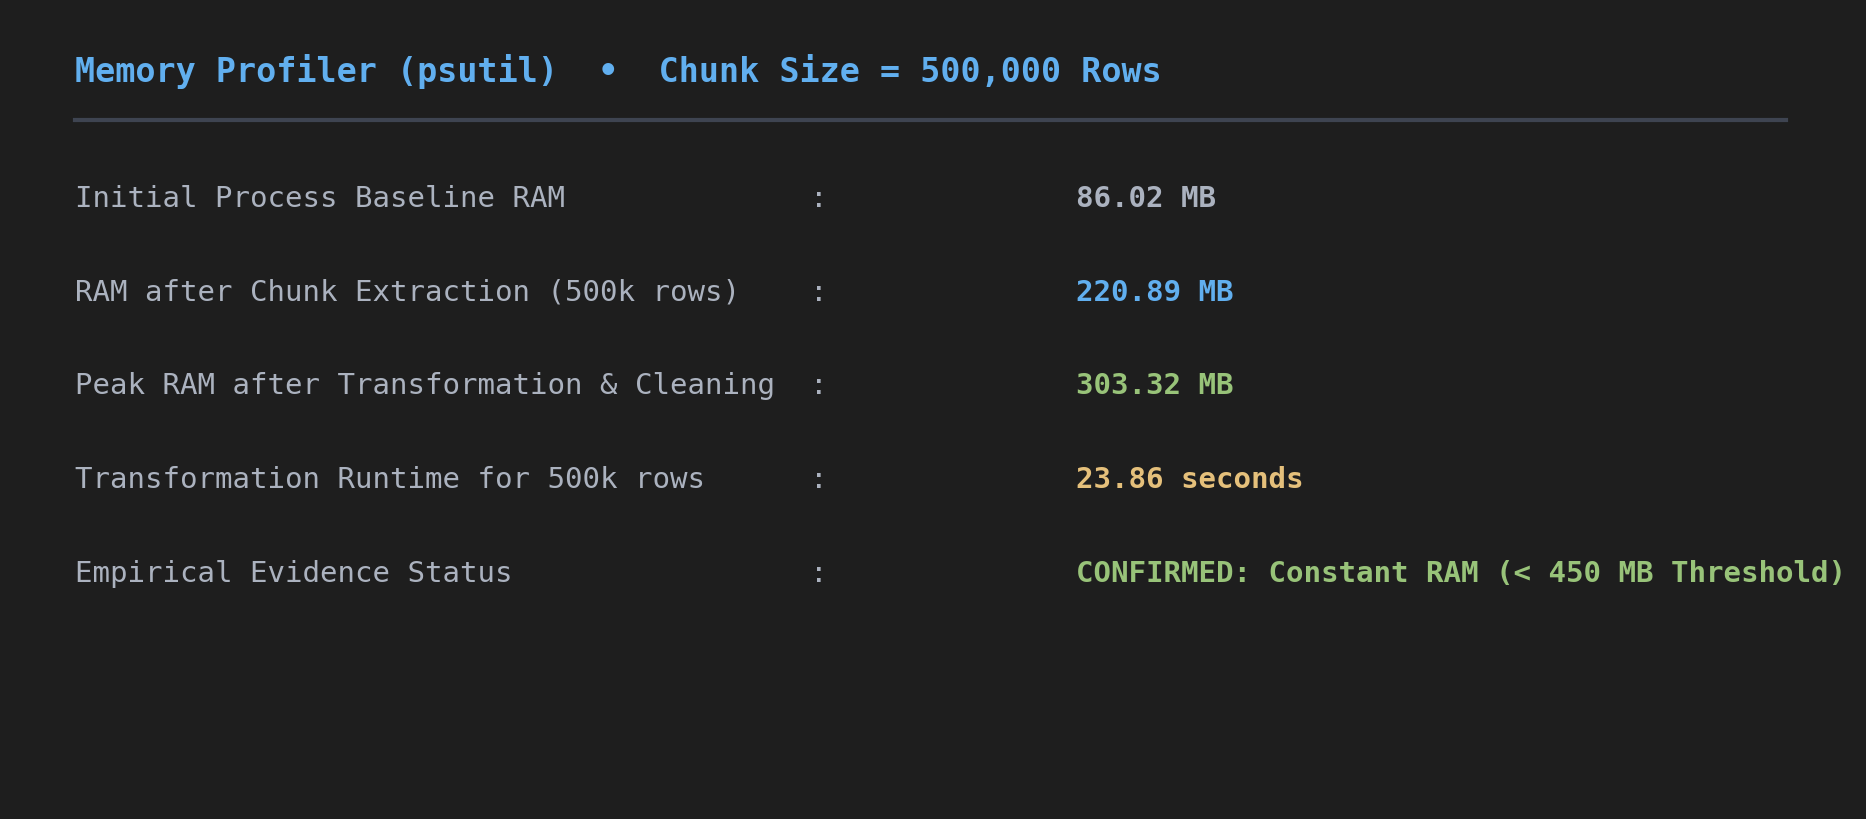 Memory Profiler (psutil) • Chunk Size = 500,000 Rows
Initial Process Baseline RAM : 86.02 MB
RAM after Chunk Extraction (500k rows) : 220.89 MB
Peak RAM after Transformation & Cleaning : 303.32 MB
Transformation Runtime for 500k rows : 23.86 seconds
Empirical Evidence Status : CONFIRMED: Constant RAM (< 450 MB Threshold)